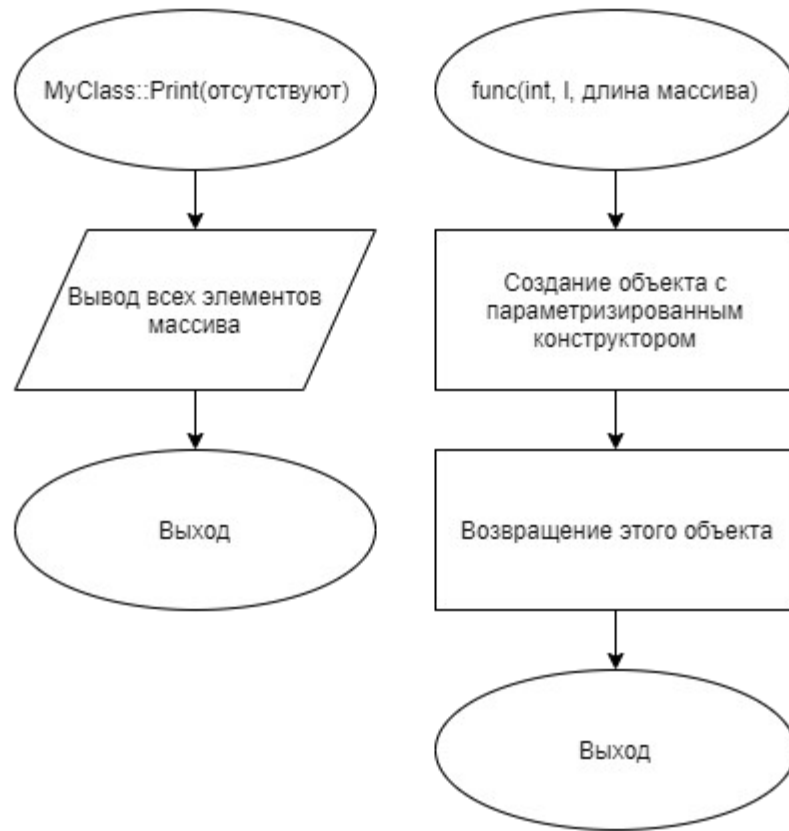 MyClass::Print(отсутствуют)
Вывод всех элементов
массива
Выход
func(int, l, длина массива)
Создание объекта с
параметризированным
конструктором
Возвращение этого объекта
Выход